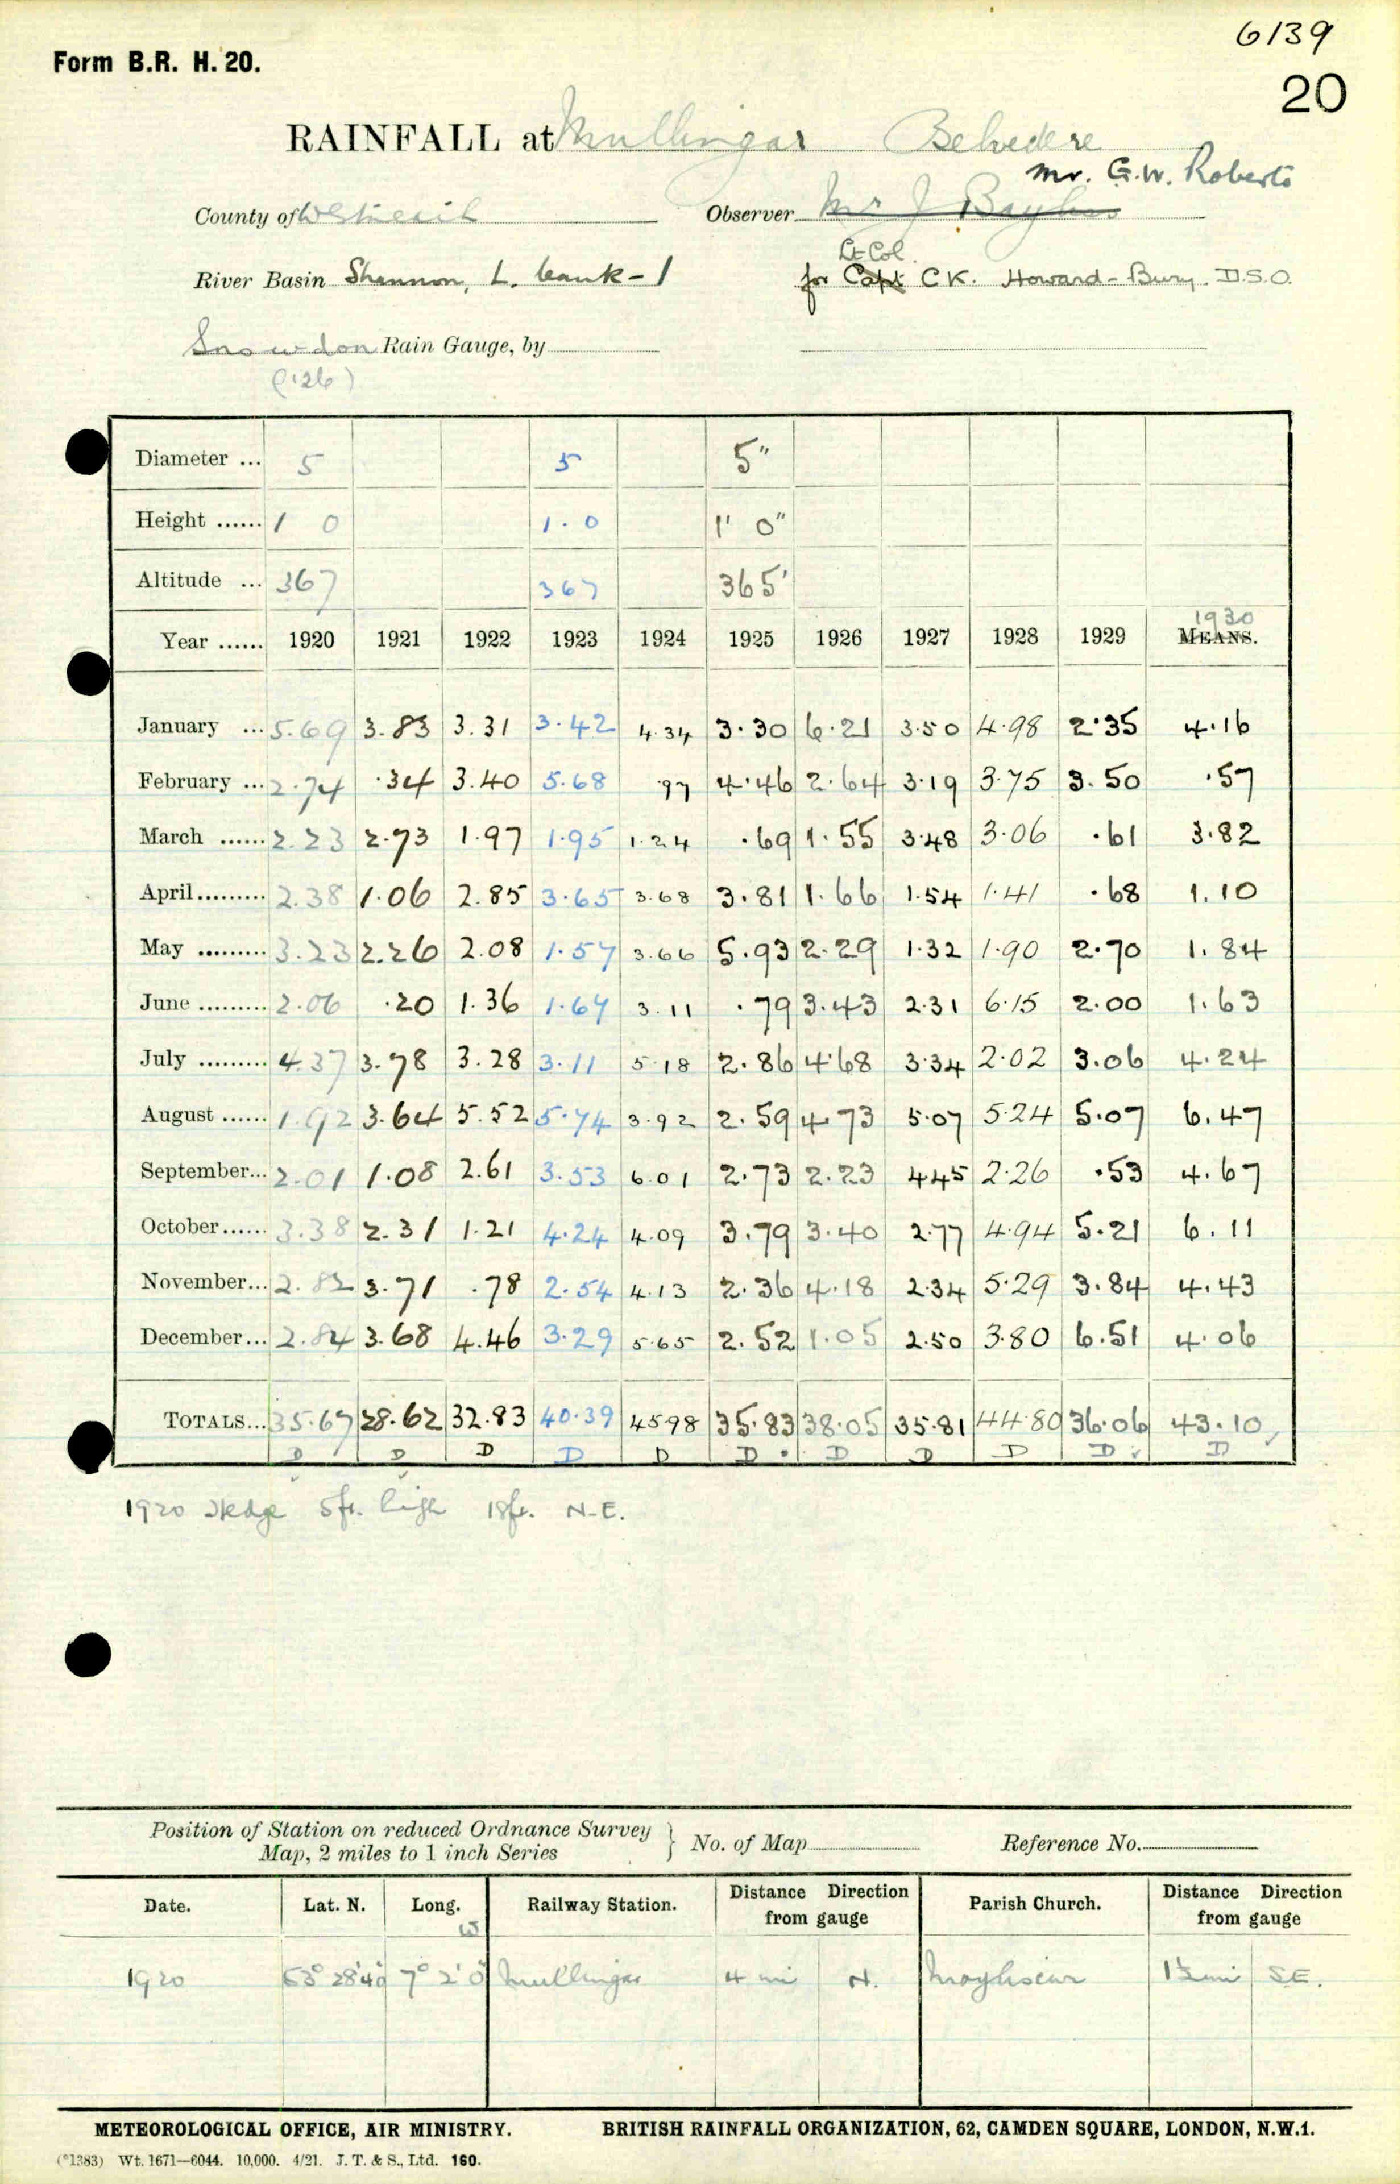 6139
Form B.R. H. 20.
20
RAINFALL at Mullingar Belvedere
Mr. G.W. Roberts
County of Westmeath Observer Mr J Bayliss
Lt Col.
River Basin Shannon, L. bank - 1 for Capt C.K. Howard-Bury. D.S.O.
Snowdon Rain Gauge, by
('26)
Diameter ... 5 5 5"
Height ...... 1 0 1.0 1' 0"
Altitude ... 367 367 365'
1930
Year ...... 1920 1921 1922 1923 1924 1925 1926 1927 1928 1929 MEANS.
January ... 5.69 3.83 3.31 3.42 4.34 3.30 6.21 3.50 4.98 2.35 4.16
February ... 2.74 .34 3.40 5.68 .97 4.46 2.64 3.19 3.75 3.50 .57
March ...... 2.23 2.73 1.97 1.95 1.24 .69 1.55 3.48 3.06 .61 3.82
April ......... 2.38 1.06 2.85 3.65 3.68 3.81 1.66 1.54 1.41 .68 1.10
May ......... 3.23 2.26 2.08 1.57 3.66 5.93 2.29 1.32 1.90 2.70 1.84
June ......... 2.06 .20 1.36 1.67 3.11 .79 3.43 2.31 6.15 2.00 1.63
July ......... 4.37 3.78 3.28 3.11 5.18 2.86 4.68 3.34 2.02 3.06 4.24
August ...... 1.92 3.64 5.52 5.74 3.92 2.59 4.73 5.07 5.24 5.07 6.47
September... 2.01 1.08 2.61 3.53 6.01 2.73 2.23 4.45 2.26 .53 4.67
October...... 3.38 2.31 1.21 4.24 4.09 3.79 3.40 2.77 4.94 5.21 6.11
November... 2.82 3.71 .78 2.54 4.13 2.36 4.18 2.34 5.29 3.84 4.43
December... 2.84 3.68 4.46 3.29 5.65 2.52 1.05 2.50 3.80 6.51 4.06
TOTALS... 35.67 28.62 32.83 40.39 45.98 35.83 38.05 35.81 44.80 36.06 43.10
D D D D D D D D D D D
1920 Hedge 5ft. high 18ft. N-E.
Position of Station on reduced Ordnance Survey
Map, 2 miles to 1 inch Series } No. of Map Reference No.
Date. Lat. N. Long. W Railway Station. Distance Direction from gauge Parish Church. Distance Direction from gauge
1920 53° 28' 40" 7° 2' 0" Mullingar 4 mi N. Moyliscar 1½ mi SE.
METEOROLOGICAL OFFICE, AIR MINISTRY. BRITISH RAINFALL ORGANIZATION, 62, CAMDEN SQUARE, LONDON, N.W.1.
(*1383) Wt. 1671—6044. 10,000. 4/21. J. T. & S., Ltd. 160.